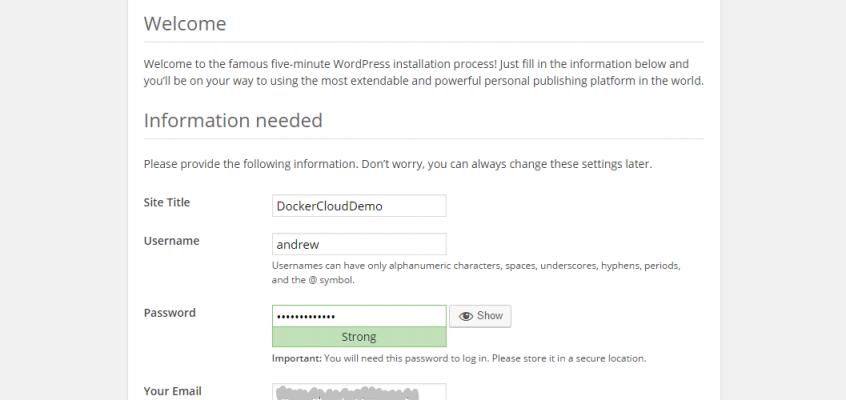 Welcome
Welcome to the famous five-minute WordPress installation process! Just fill in the information below and
you’ll be on your way to using the most extendable and powerful personal publishing platform in the world.
Information needed
Please provide the following information. Don’t worry, you can always change these settings later.
Site Title
DockerCloudDemo
Username
andrew
Usernames can have only alphanumeric characters, spaces, underscores, hyphens, periods,
and the @ symbol.
Password
•••••••••••••
Show
Strong
Important: You will need this password to log in. Please store it in a secure location.
Your Email